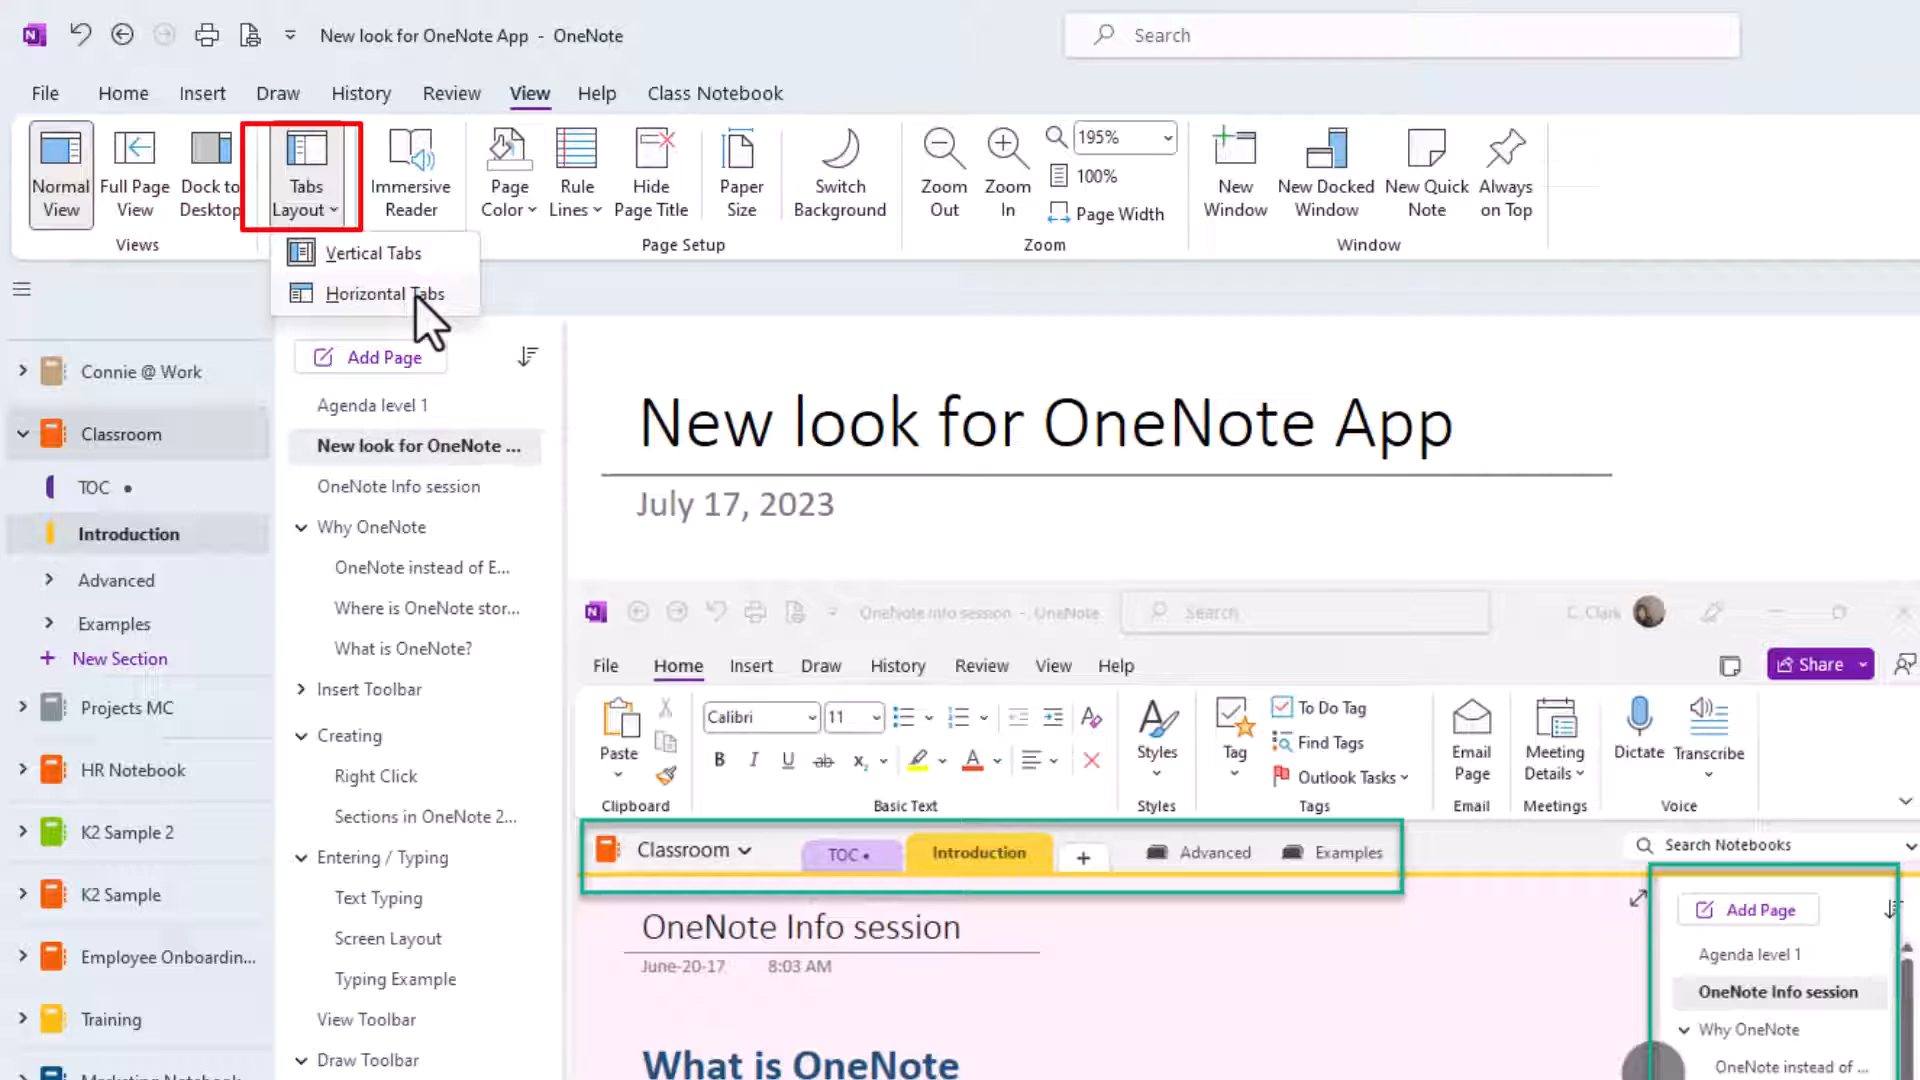 New look for OneNote App - OneNote
Search
File Home Insert Draw History Review View Help Class Notebook
Normal View
Full Page View
Dock to Desktop
Tabs Layout
Immersive Reader
Page Color
Rule Lines
Hide Page Title
Paper Size
Switch Background
Zoom Out
Zoom In
195%
100%
Page Width
New Window
New Docked Window
New Quick Note
Always on Top
Views
Page Setup
Zoom
Window
Vertical Tabs
Horizontal Tabs
Connie @ Work
Classroom
TOC
Introduction
Advanced
Examples
+ New Section
Projects MC
HR Notebook
K2 Sample 2
K2 Sample
Employee Onboardin...
Training
Marketing Notebook
Add Page
Agenda level 1
New look for OneNote ...
OneNote Info session
Why OneNote
OneNote instead of E...
Where is OneNote stor...
What is OneNote?
Insert Toolbar
Creating
Right Click
Sections in OneNote 2...
Entering / Typing
Text Typing
Screen Layout
Typing Example
View Toolbar
Draw Toolbar
New look for OneNote App
July 17, 2023
OneNote info session - OneNote
Search
C. Clark
File Home Insert Draw History Review View Help
Share
Paste
Calibri
11
B I U ab x
A
Styles
Tag
To Do Tag
Find Tags
Outlook Tasks
Email Page
Meeting Details
Dictate
Transcribe
Clipboard
Basic Text
Styles
Tags
Email
Meetings
Voice
Classroom
TOC
Introduction
+
Advanced
Examples
Search Notebooks
OneNote Info session
June-20-17 8:03 AM
What is OneNote
Add Page
Agenda level 1
OneNote Info session
Why OneNote
OneNote instead of ...